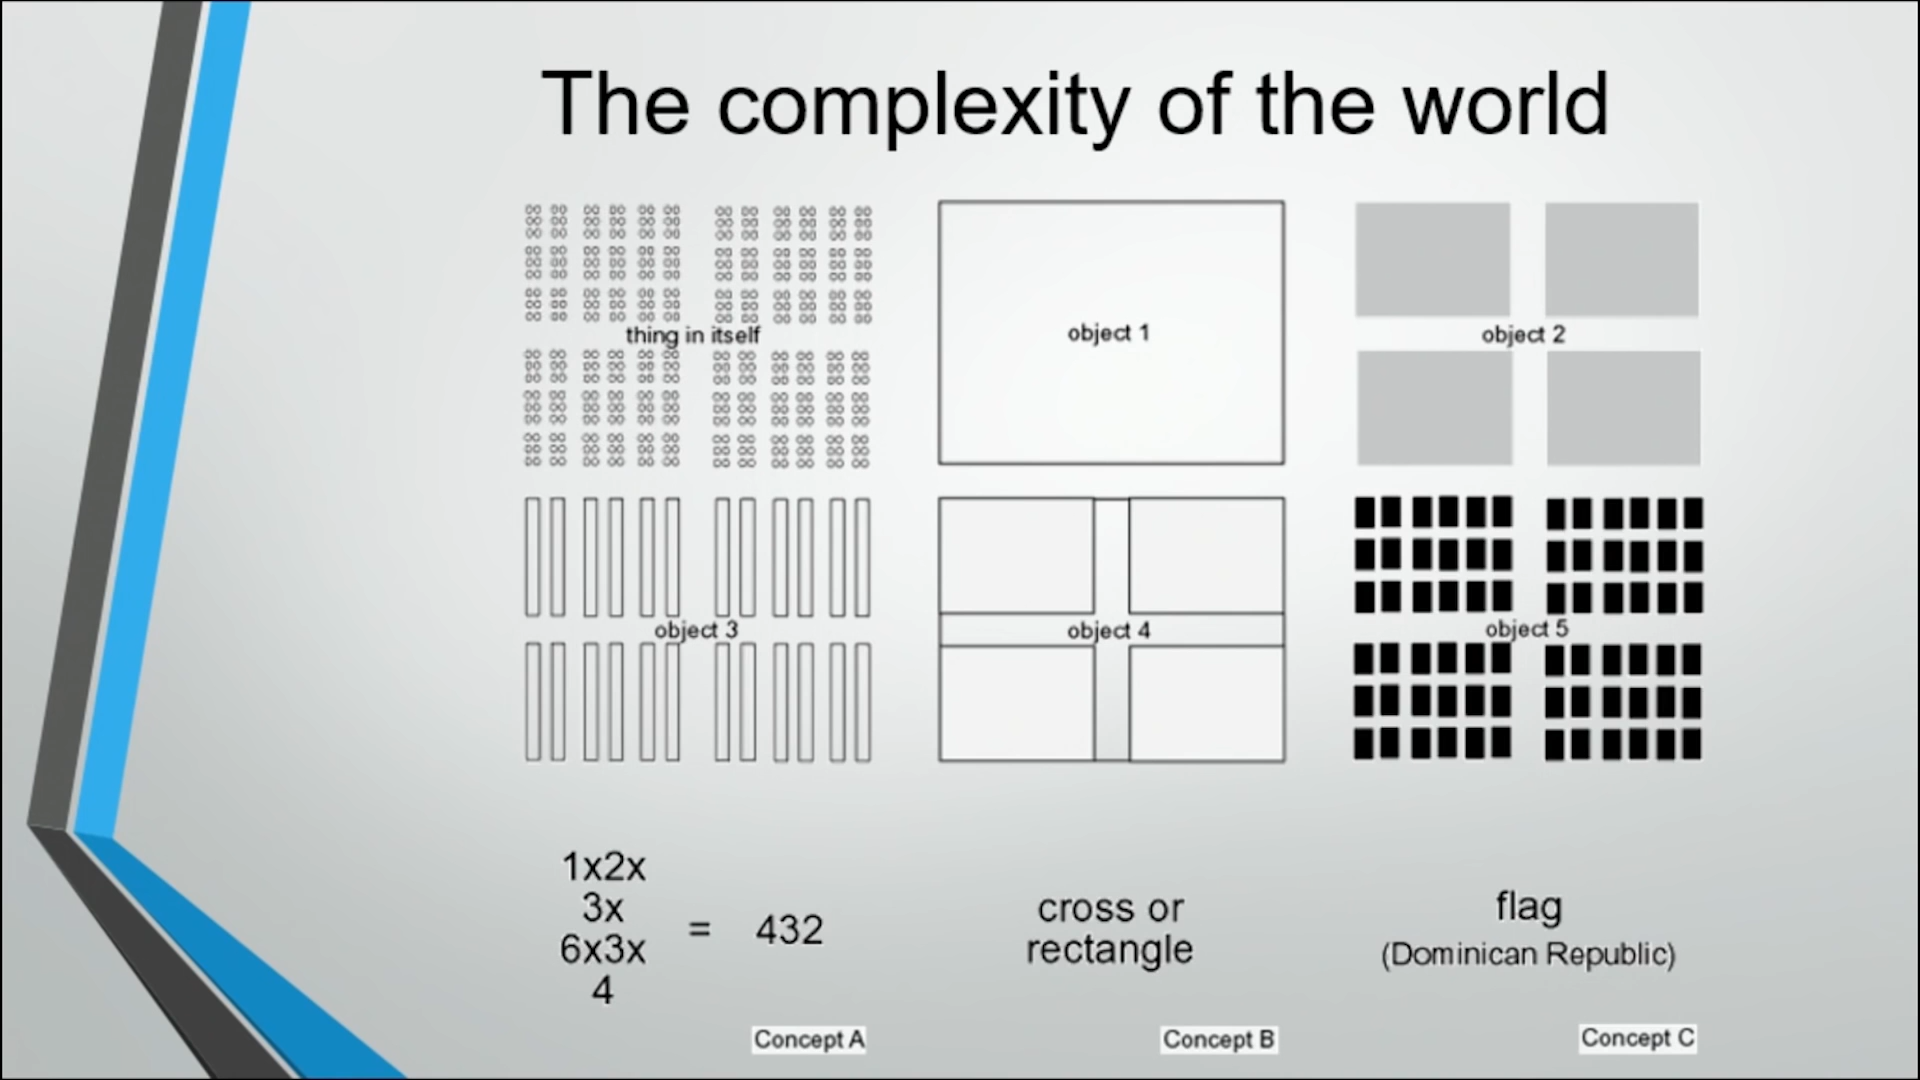 The complexity of the world
thing in itself
object 1
object 2
object 3
object 4
object 5
1x2x
3x
6x3x
4
= 432
cross or
rectangle
flag
(Dominican Republic)
Concept A
Concept B
Concept C